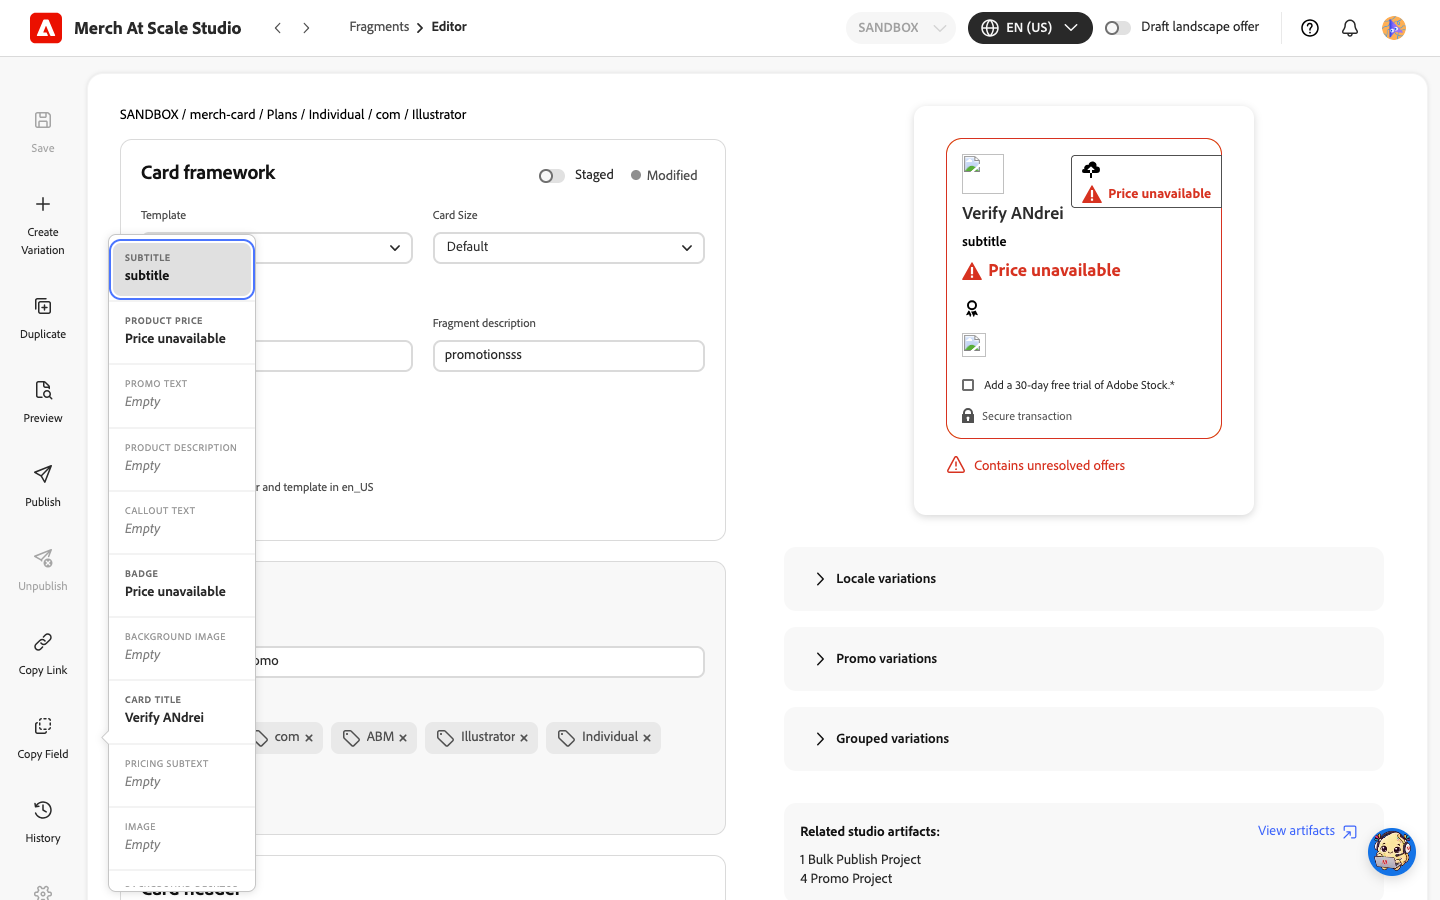 Merch At Scale Studio
Fragments
Editor
SANDBOX
EN (US)
Draft landscape offer
Save
Create
Variation
Duplicate
Preview
Publish
Unpublish
Copy Link
Copy Field
History
SANDBOX / merch-card / Plans / Individual / com / Illustrator
Card framework
Staged
Modified
Template
Card Size
Default
Fragment description
promotionsss
r and template in en_US
omo
com
ABM
Illustrator
Individual
Card header
SUBTITLE
subtitle
PRODUCT PRICE
Price unavailable
PROMO TEXT
Empty
PRODUCT DESCRIPTION
Empty
CALLOUT TEXT
Empty
BADGE
Price unavailable
BACKGROUND IMAGE
Empty
CARD TITLE
Verify ANdrei
PRICING SUBTEXT
Empty
IMAGE
Empty
Price unavailable
Verify ANdrei
subtitle
Price unavailable
Add a 30-day free trial of Adobe Stock.*
Secure transaction
Contains unresolved offers
Locale variations
Promo variations
Grouped variations
Related studio artifacts:
View artifacts
1 Bulk Publish Project
4 Promo Project